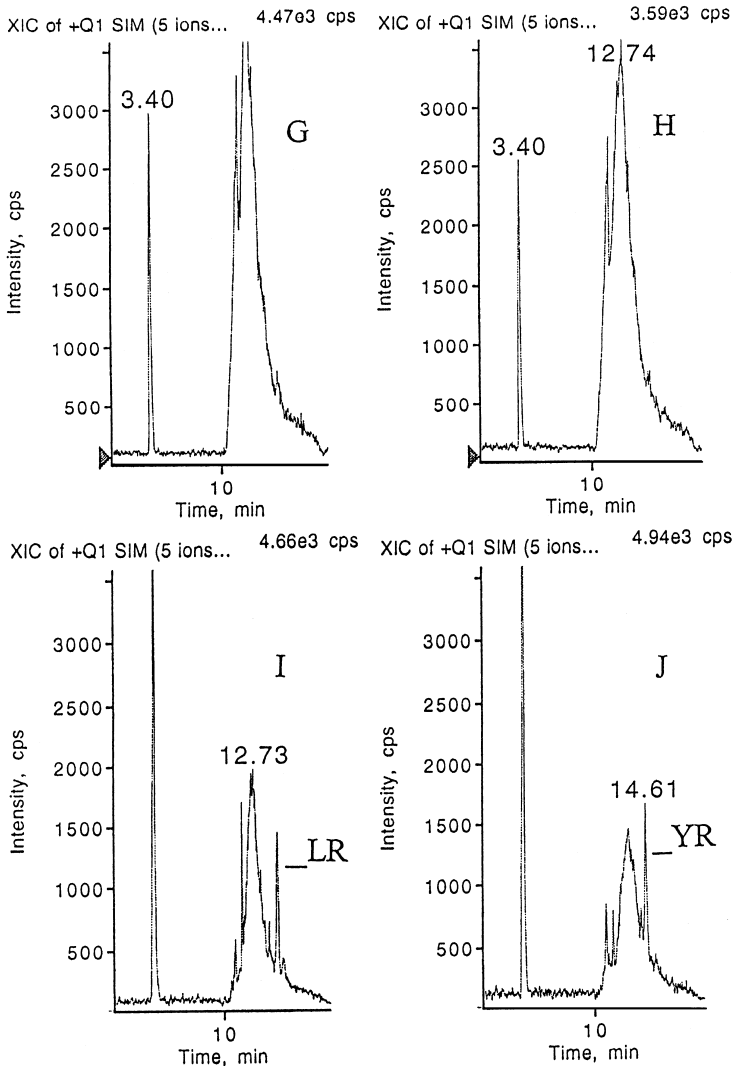 XIC of +Q1 SIM (5 ions... 4.47e3 cps
3.40
G
3000
2500
2000
1500
1000
500
Intensity, cps
10
Time, min
XIC of +Q1 SIM (5 ions... 3.59e3 cps
12.74
3.40
H
3000
2500
2000
1500
1000
500
Intensity, cps
10
Time, min
XIC of +Q1 SIM (5 ions... 4.66e3 cps
I
12.73
_LR
3000
2500
2000
1500
1000
500
Intensity, cps
10
Time, min
XIC of +Q1 SIM (5 ions... 4.94e3 cps
J
14.61
_YR
3000
2500
2000
1500
1000
500
Intensity, cps
10
Time, min